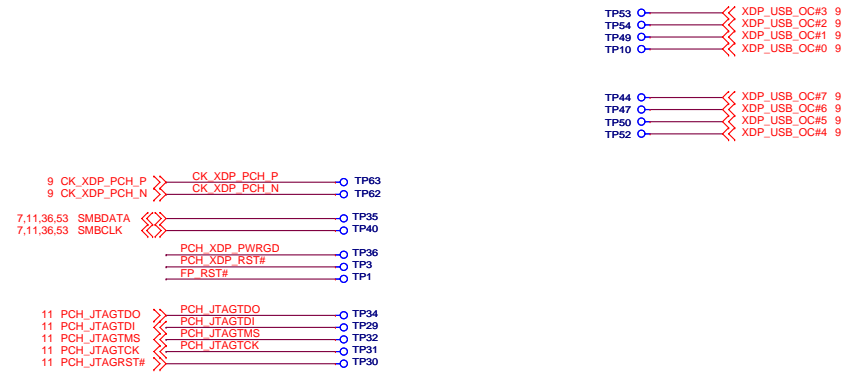 TP53 XDP_USB_OC#3 9
TP54 XDP_USB_OC#2 9
TP49 XDP_USB_OC#1 9
TP10 XDP_USB_OC#0 9
TP44 XDP_USB_OC#7 9
TP47 XDP_USB_OC#6 9
TP50 XDP_USB_OC#5 9
TP52 XDP_USB_OC#4 9
9 CK_XDP_PCH_P CK_XDP_PCH_P TP63
9 CK_XDP_PCH_N CK_XDP_PCH_N TP62
7,11,36,53 SMBDATA TP35
7,11,36,53 SMBCLK TP40
PCH_XDP_PWRGD TP36
PCH_XDP_RST# TP3
FP_RST# TP1
11 PCH_JTAGTDO PCH_JTAGTDO TP34
11 PCH_JTAGTDI PCH_JTAGTDI TP29
11 PCH_JTAGTMS PCH_JTAGTMS TP32
11 PCH_JTAGTCK PCH_JTAGTCK TP31
11 PCH_JTAGRST# TP30